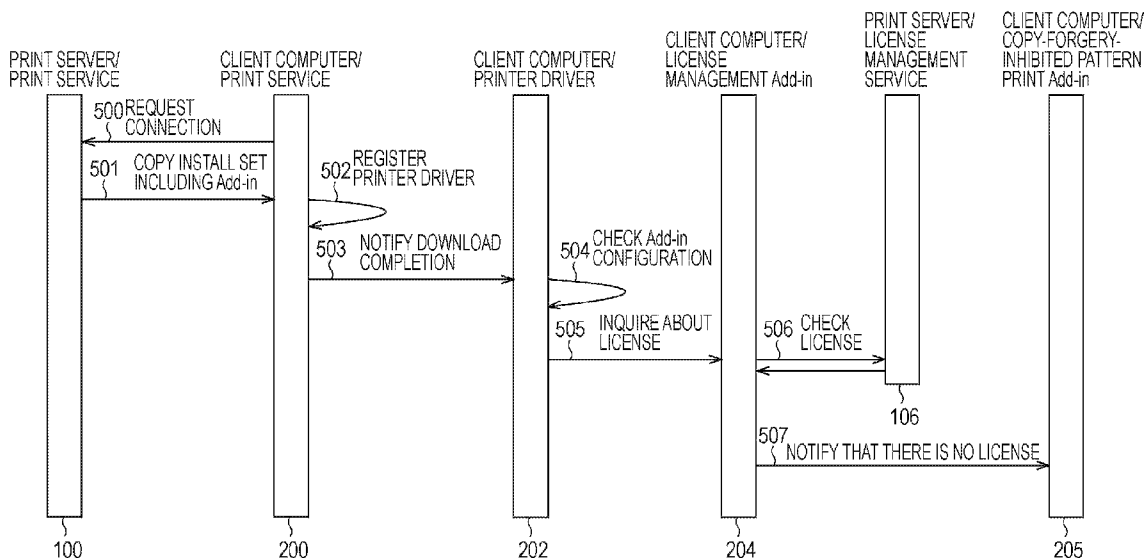 PRINT SERVER/
PRINT SERVICE
CLIENT COMPUTER/
PRINT SERVICE
CLIENT COMPUTER/
PRINTER DRIVER
CLIENT COMPUTER/
LICENSE
MANAGEMENT Add-in
PRINT SERVER/
LICENSE
MANAGEMENT
SERVICE
CLIENT COMPUTER/
COPY-FORGERY-
INHIBITED PATTERN
PRINT Add-in
500
REQUEST
CONNECTION
501
COPY INSTALL SET
INCLUDING Add-in
502
REGISTER
PRINTER DRIVER
503
NOTIFY DOWNLOAD
COMPLETION
504
CHECK Add-in
CONFIGURATION
505
INQUIRE ABOUT
LICENSE
506
CHECK
LICENSE
106
507
NOTIFY THAT THERE IS NO LICENSE
100
200
202
204
205